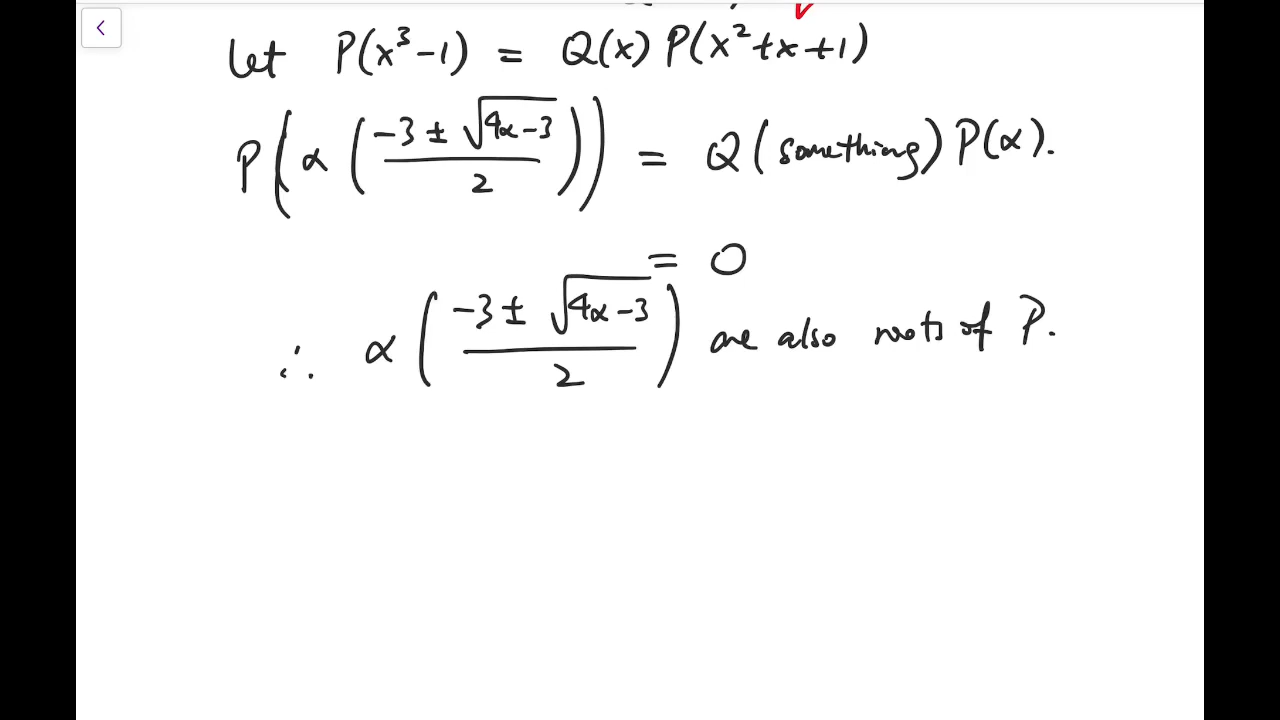 Let P(x³-1) = Q(x) P(x²+x+1)
P(α((-3 ± √(4α-3))/2)) = Q(something) P(α).
= 0
∴ α((-3 ± √(4α-3))/2) are also roots of P.